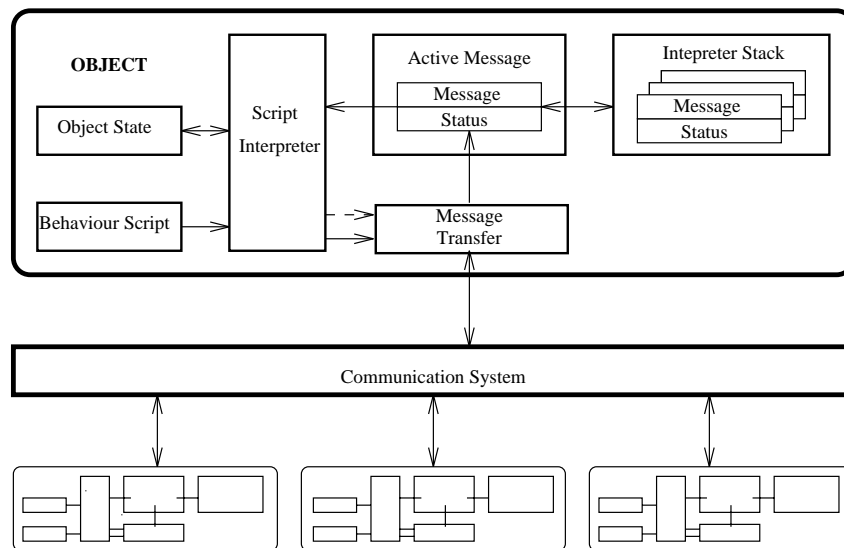 OBJECT
Object State
Behaviour Script
Script
Interpreter
Active Message
Message
Status
Intepreter Stack
Message
Status
Message
Transfer
Communication System